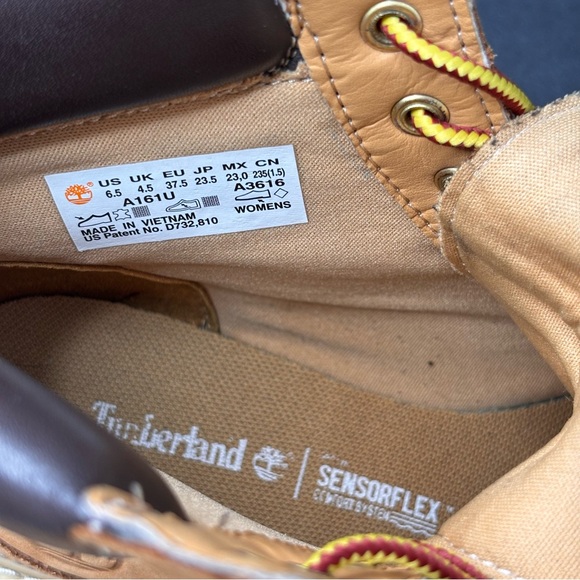 US UK EU JP MX CN
6.5 4.5 37.5 23.5 23,0 235(1.5)
A161U A3616
WOMENS
MADE IN VIETNAM
US Patent No. D732,810
Timberland
SENSORFLEX
COMFORT SYSTEM